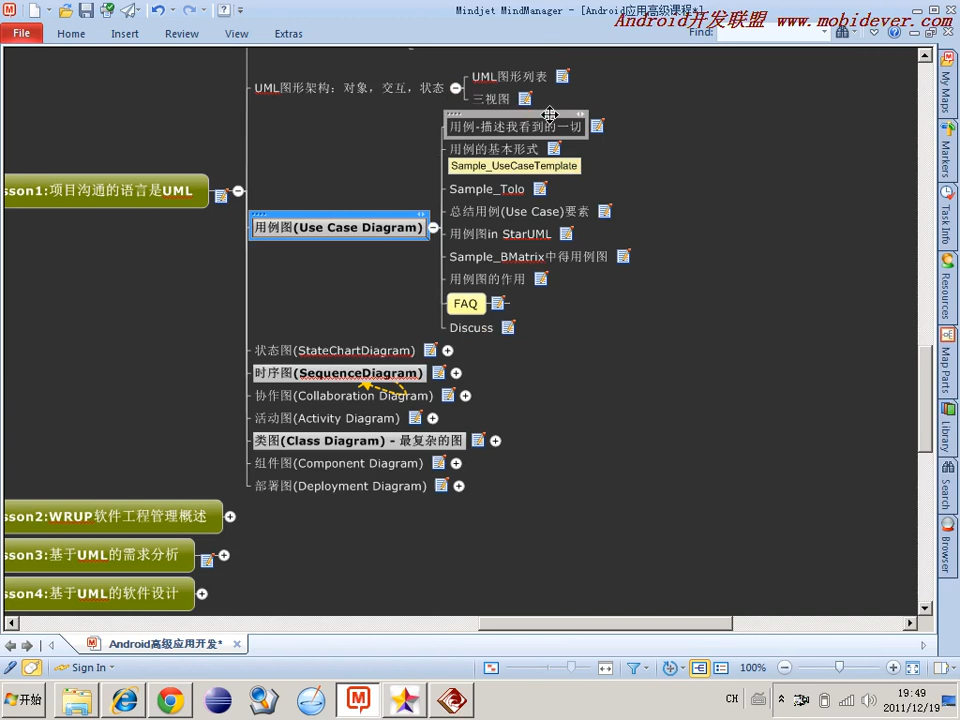 Mindjet MindManager - [Android应用高级课程*]
Android开发联盟 www.mobidever.com
File
Home
Insert
Review
View
Extras
Find:
UML图形架构：对象，交互，状态
UML图形列表
三视图
用例-描述我看到的一切
用例的基本形式
Sample_UseCaseTemplate
sson1:项目沟通的语言是UML
Sample_Tolo
总结用例(Use Case)要素
用例图(Use Case Diagram)
用例图in StarUML
Sample_BMatrix中得用例图
用例图的作用
FAQ
Discuss
状态图(StateChartDiagram)
时序图(SequenceDiagram)
协作图(Collaboration Diagram)
活动图(Activity Diagram)
类图(Class Diagram) - 最复杂的图
组件图(Component Diagram)
部署图(Deployment Diagram)
sson2:WRUP软件工程管理概述
sson3:基于UML的需求分析
sson4:基于UML的软件设计
My Maps
Markers
Task Info
Resources
Map Parts
Library
Search
Browser
Android高级应用开发*
Sign In
100%
开始
CH
19:49
2011/12/19